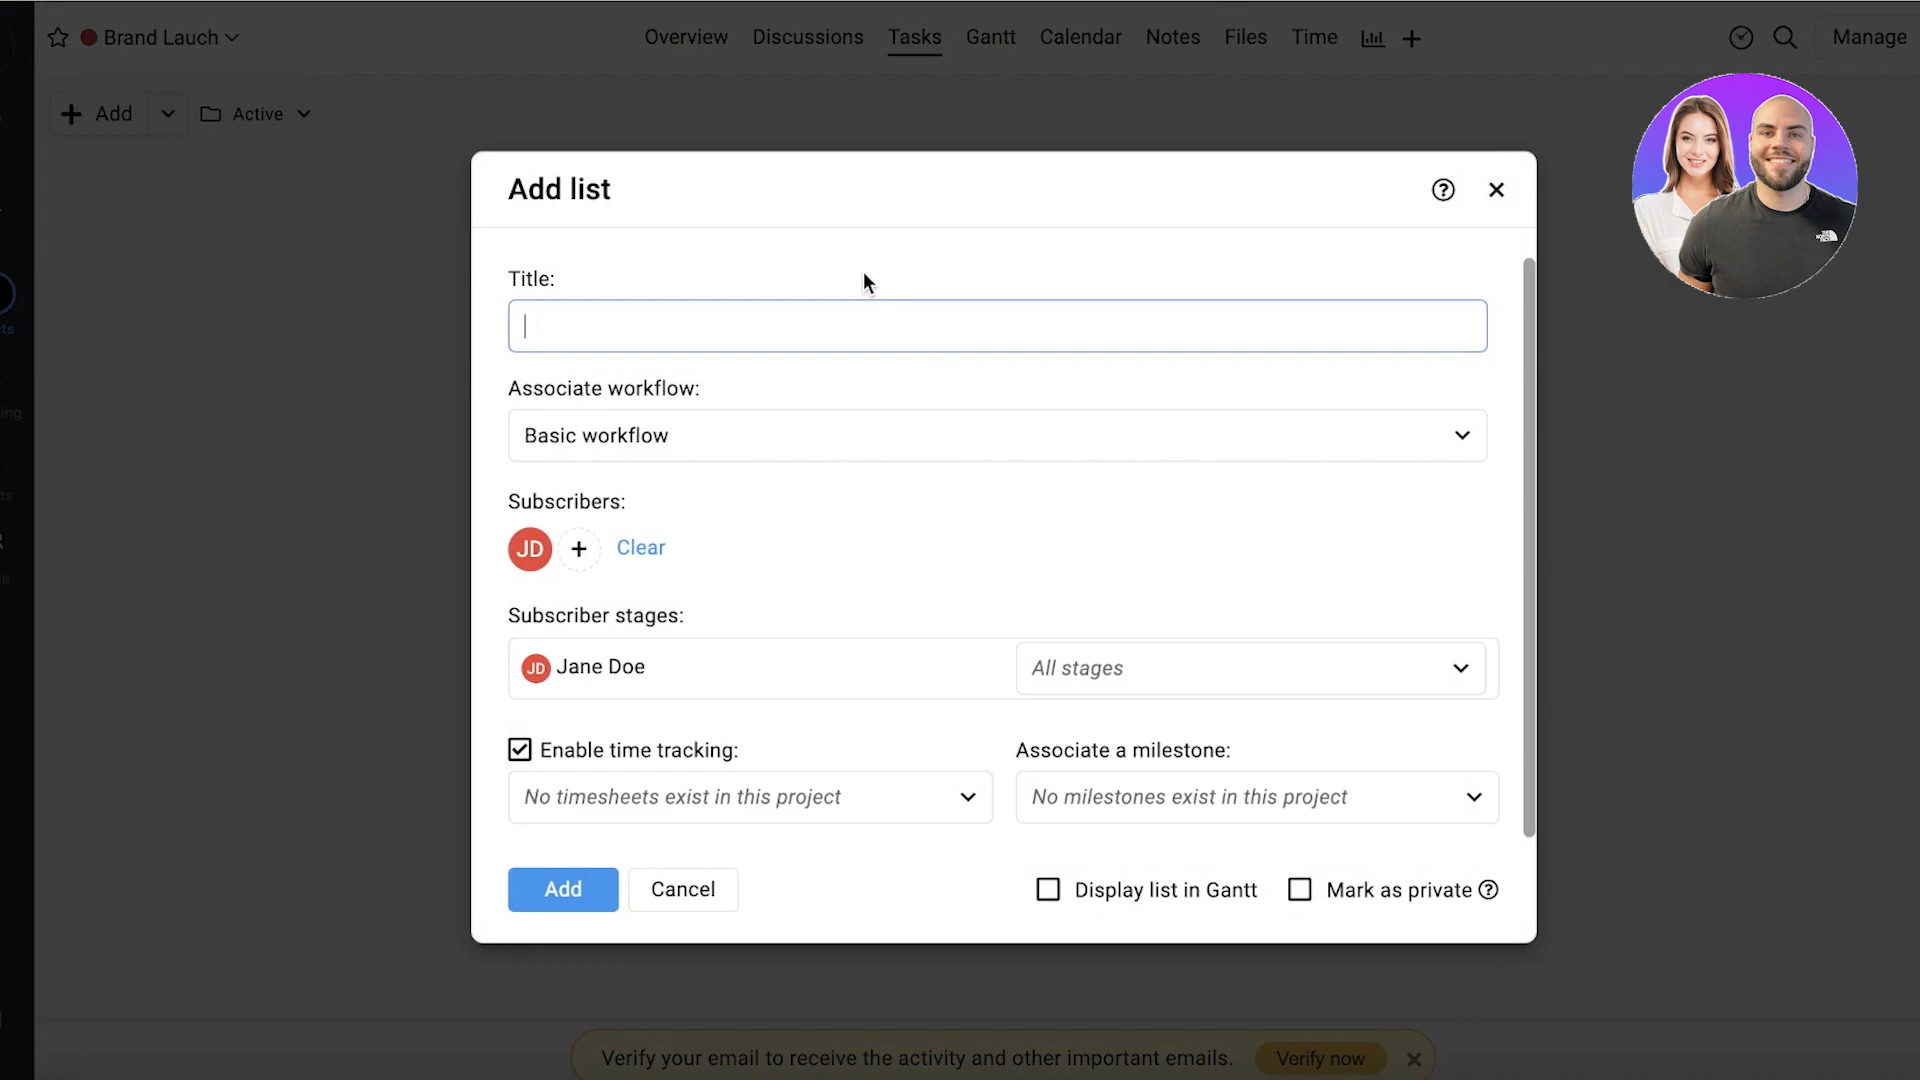 Brand Lauch
Overview Discussions Tasks Gantt Calendar Notes Files Time
Manage
Add
Active
Add list
Title:
Associate workflow:
Basic workflow
Subscribers:
JD + Clear
Subscriber stages:
JD Jane Doe
All stages
Enable time tracking:
Associate a milestone:
No timesheets exist in this project
No milestones exist in this project
Add
Cancel
Display list in Gantt
Mark as private
Verify your email to receive the activity and other important emails.
Verify now